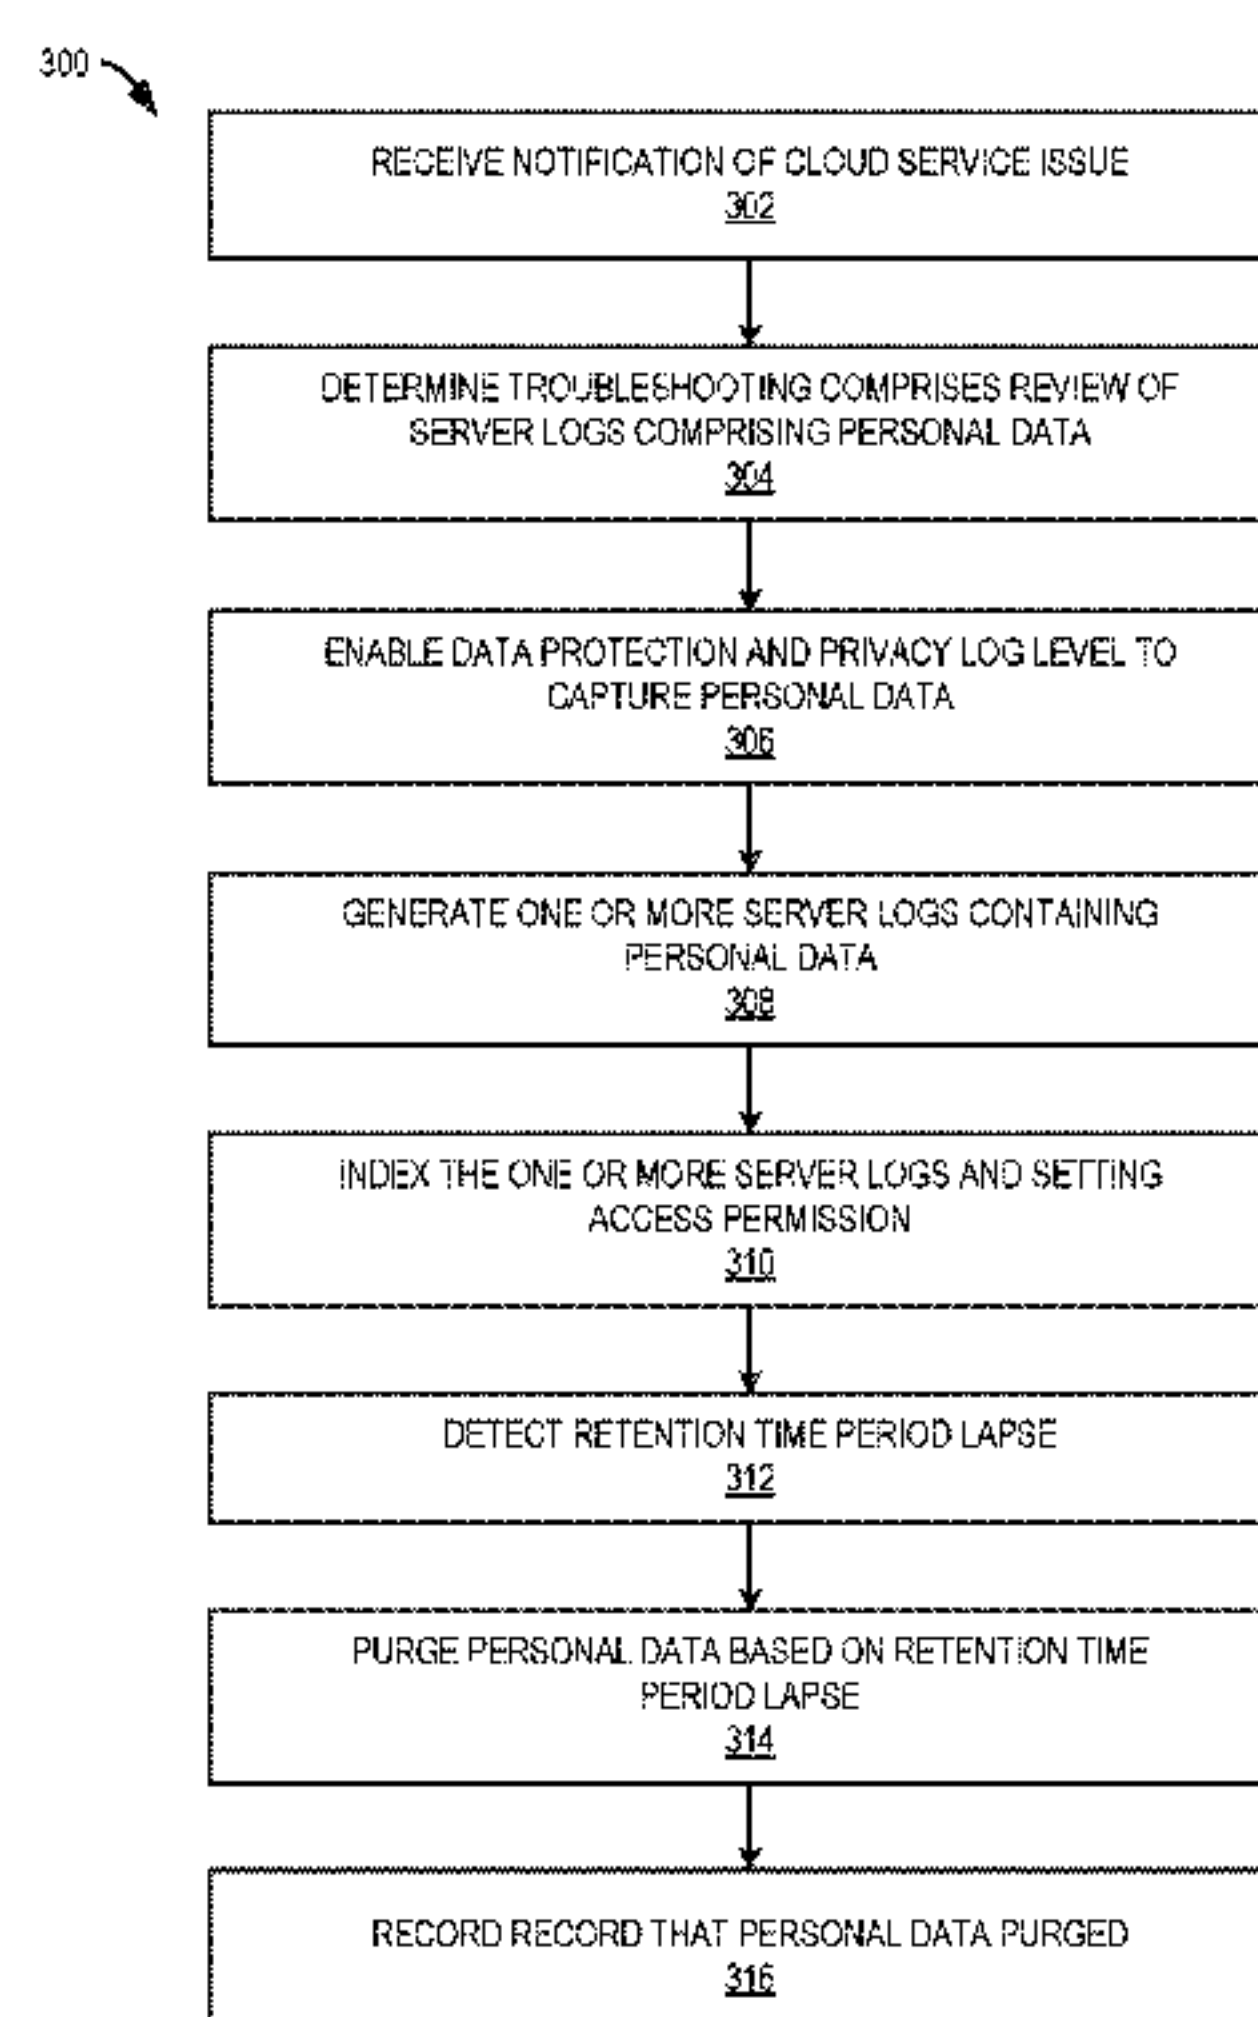 300
RECEIVE NOTIFICATION OF CLOUD SERVICE ISSUE
302
DETERMINE TROUBLESHOOTING COMPRISES REVIEW OF
SERVER LOGS COMPRISING PERSONAL DATA
304
ENABLE DATA PROTECTION AND PRIVACY LOG LEVEL TO
CAPTURE PERSONAL DATA
306
GENERATE ONE OR MORE SERVER LOGS CONTAINING
PERSONAL DATA
308
INDEX THE ONE OR MORE SERVER LOGS AND SETTING
ACCESS PERMISSION
310
DETECT RETENTION TIME PERIOD LAPSE
312
PURGE PERSONAL DATA BASED ON RETENTION TIME
PERIOD LAPSE
314
RECORD RECORD THAT PERSONAL DATA PURGED
316